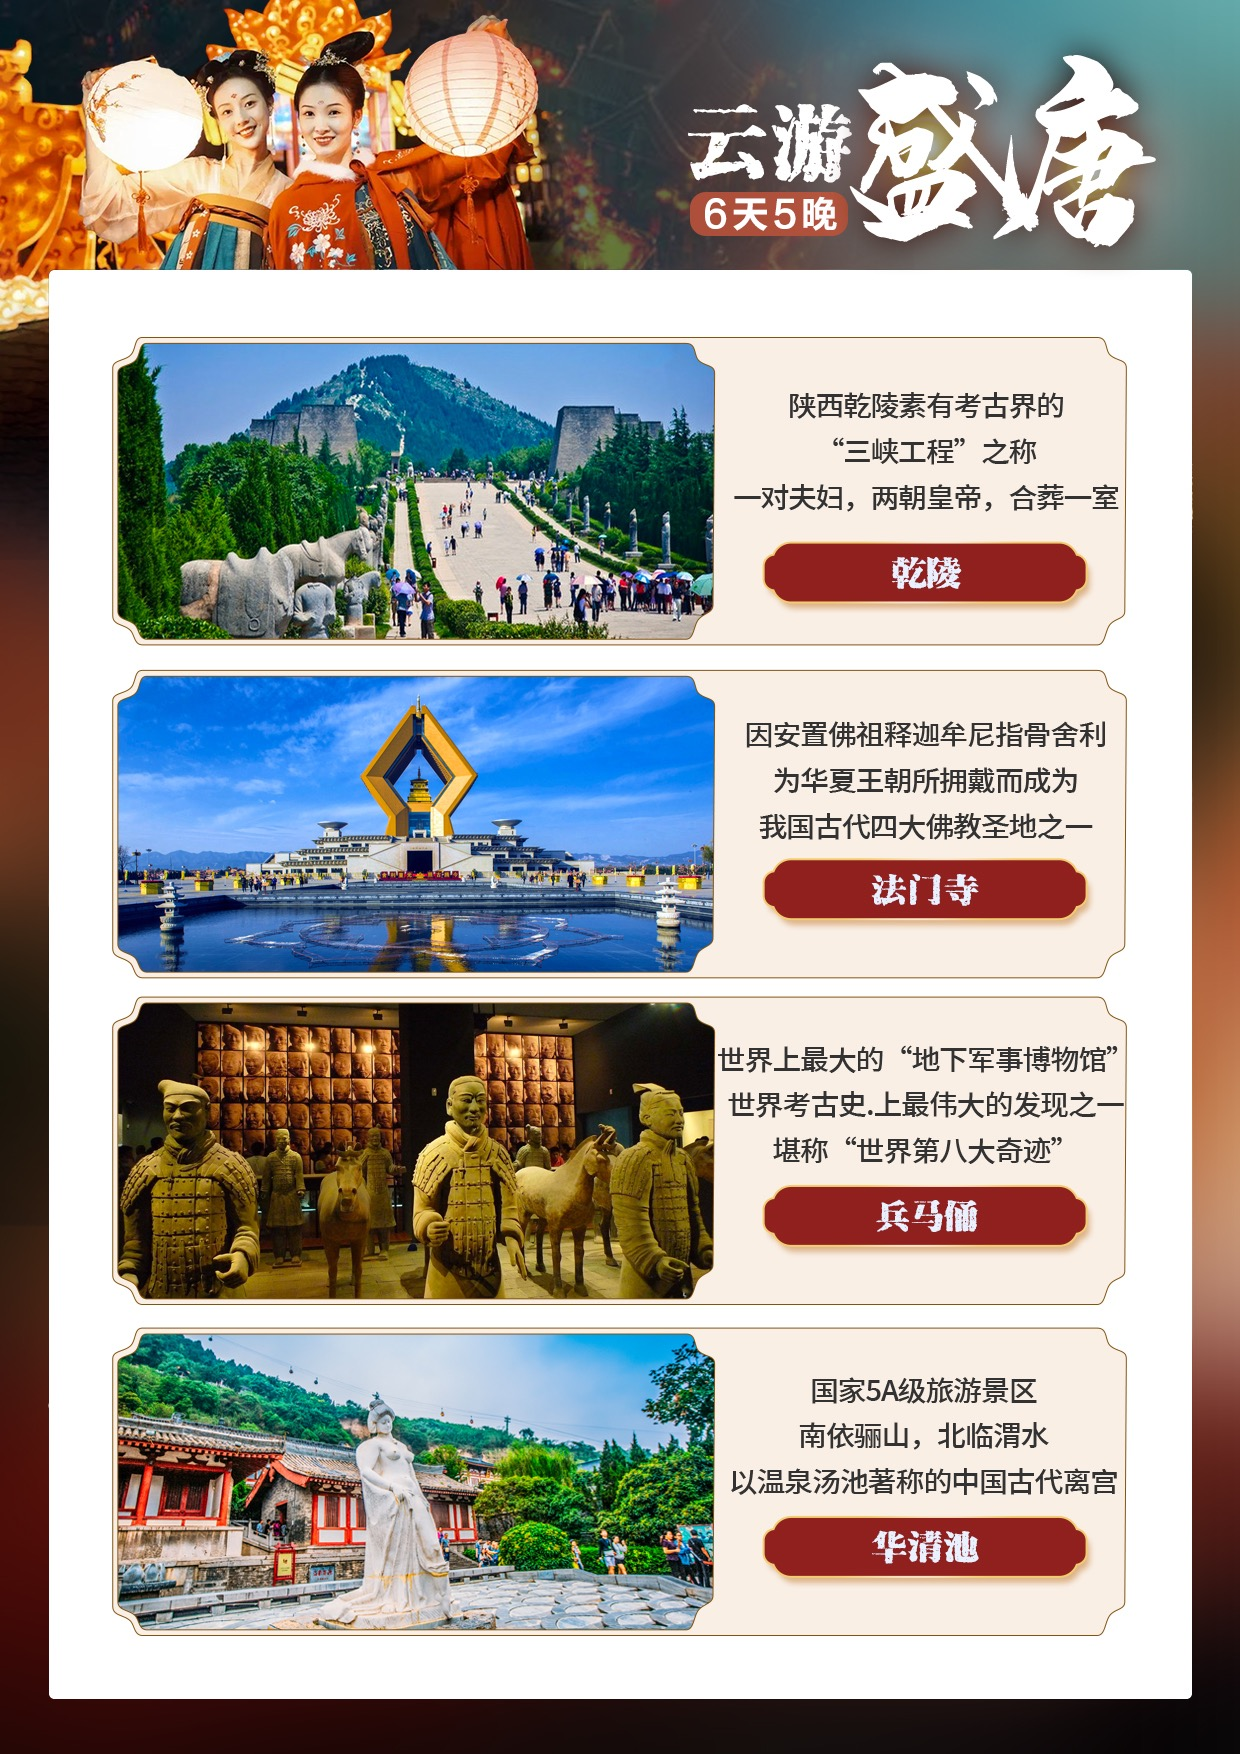 云游盛唐
6天5晚
陕西乾陵素有考古界的
“三峡工程”之称
一对夫妇，两朝皇帝，合葬一室
乾陵
因安置佛祖释迦牟尼指骨舍利
为华夏王朝所拥戴而成为
我国古代四大佛教圣地之一
法门寺
世界上最大的“地下军事博物馆”
世界考古史.上最伟大的发现之一
堪称“世界第八大奇迹”
兵马俑
国家5A级旅游景区
南依骊山，北临渭水
以温泉汤池著称的中国古代离宫
华清池